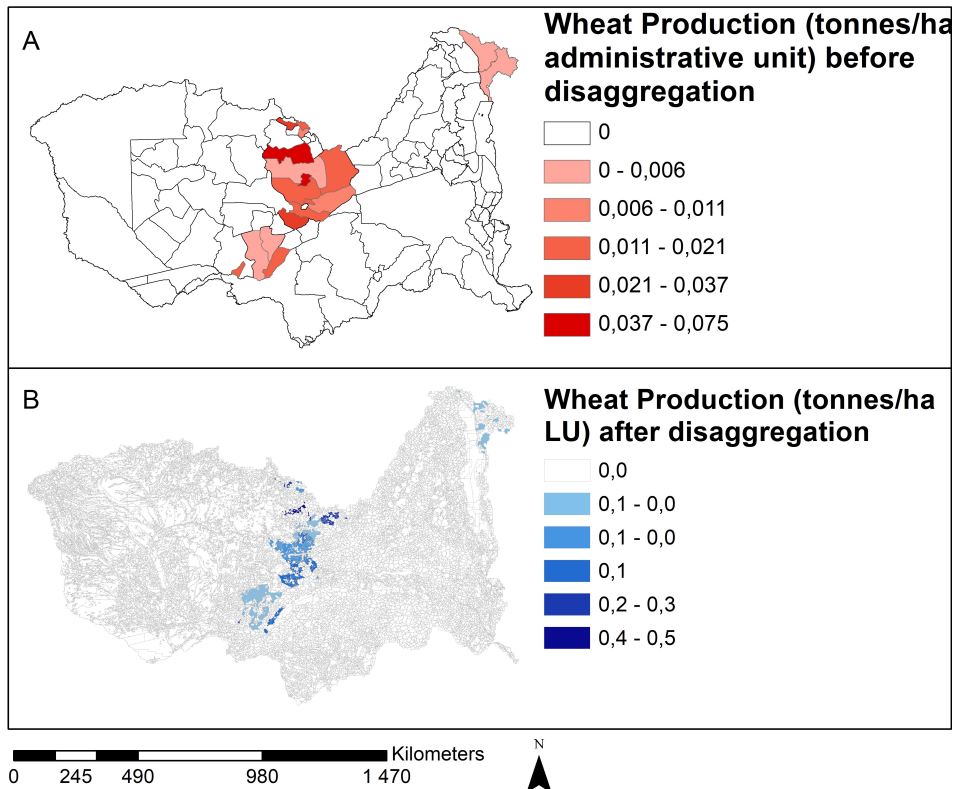 A
Wheat Production (tonnes/ha
administrative unit) before
disaggregation
0
0 - 0,006
0,006 - 0,011
0,011 - 0,021
0,021 - 0,037
0,037 - 0,075
B
Wheat Production (tonnes/ha
LU) after disaggregation
0,0
0,1 - 0,0
0,1 - 0,0
0,1
0,2 - 0,3
0,4 - 0,5
Kilometers
0 245 490 980 1 470
N